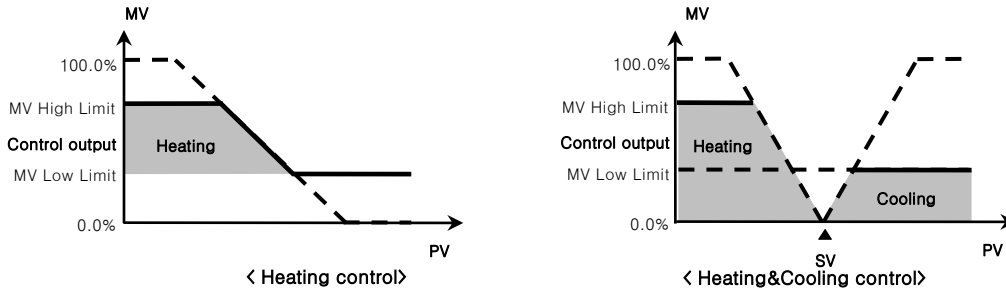 MV
100.0%
MV High Limit
Control output
Heating
MV Low Limit
0.0%
PV
< Heating control>
MV
100.0%
MV High Limit
Control output
Heating
MV Low Limit
Cooling
0.0%
SV
PV
< Heating&Cooling control>